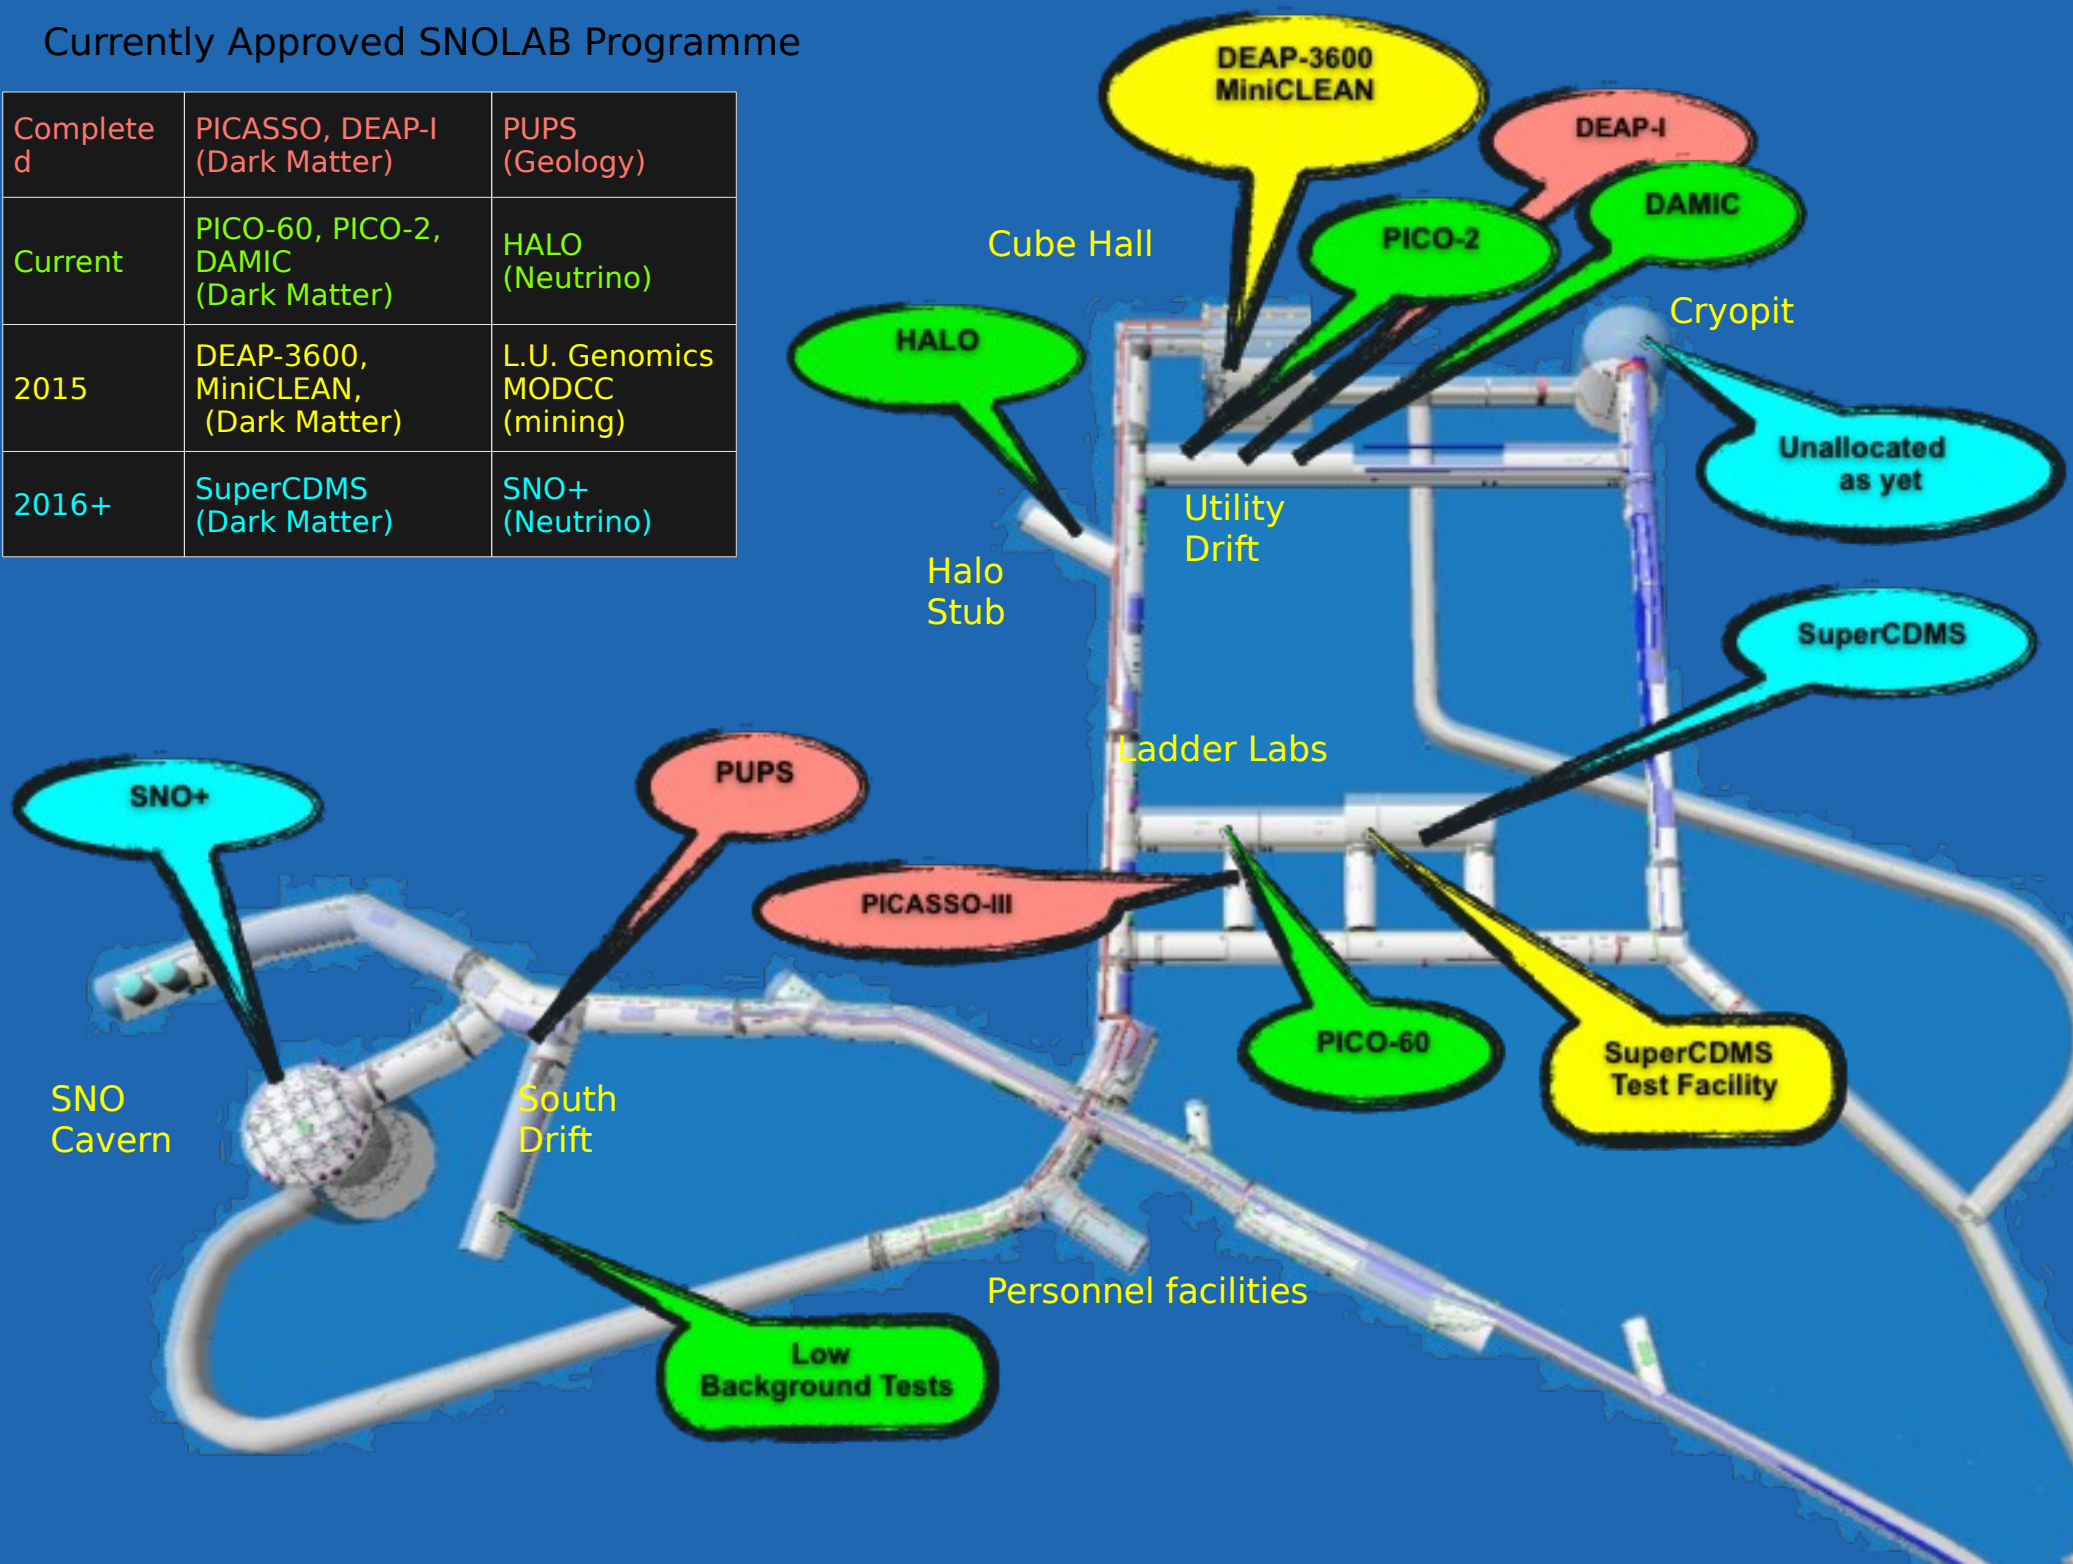 Currently Approved SNOLAB Programme
Complete
d
PICASSO, DEAP-I
(Dark Matter)
PUPS
(Geology)
Current
PICO-60, PICO-2,
DAMIC
(Dark Matter)
HALO
(Neutrino)
2015
DEAP-3600,
MiniCLEAN,
(Dark Matter)
L.U. Genomics
MODCC
(mining)
2016+
SuperCDMS
(Dark Matter)
SNO+
(Neutrino)
DEAP-3600
MiniCLEAN
DEAP-I
DAMIC
PICO-2
Cube Hall
Cryopit
HALO
Unallocated
as yet
Utility
Drift
Halo
Stub
SuperCDMS
Ladder Labs
PUPS
SNO+
PICASSO-III
PICO-60
SuperCDMS
Test Facility
SNO
Cavern
South
Drift
Personnel facilities
Low
Background Tests